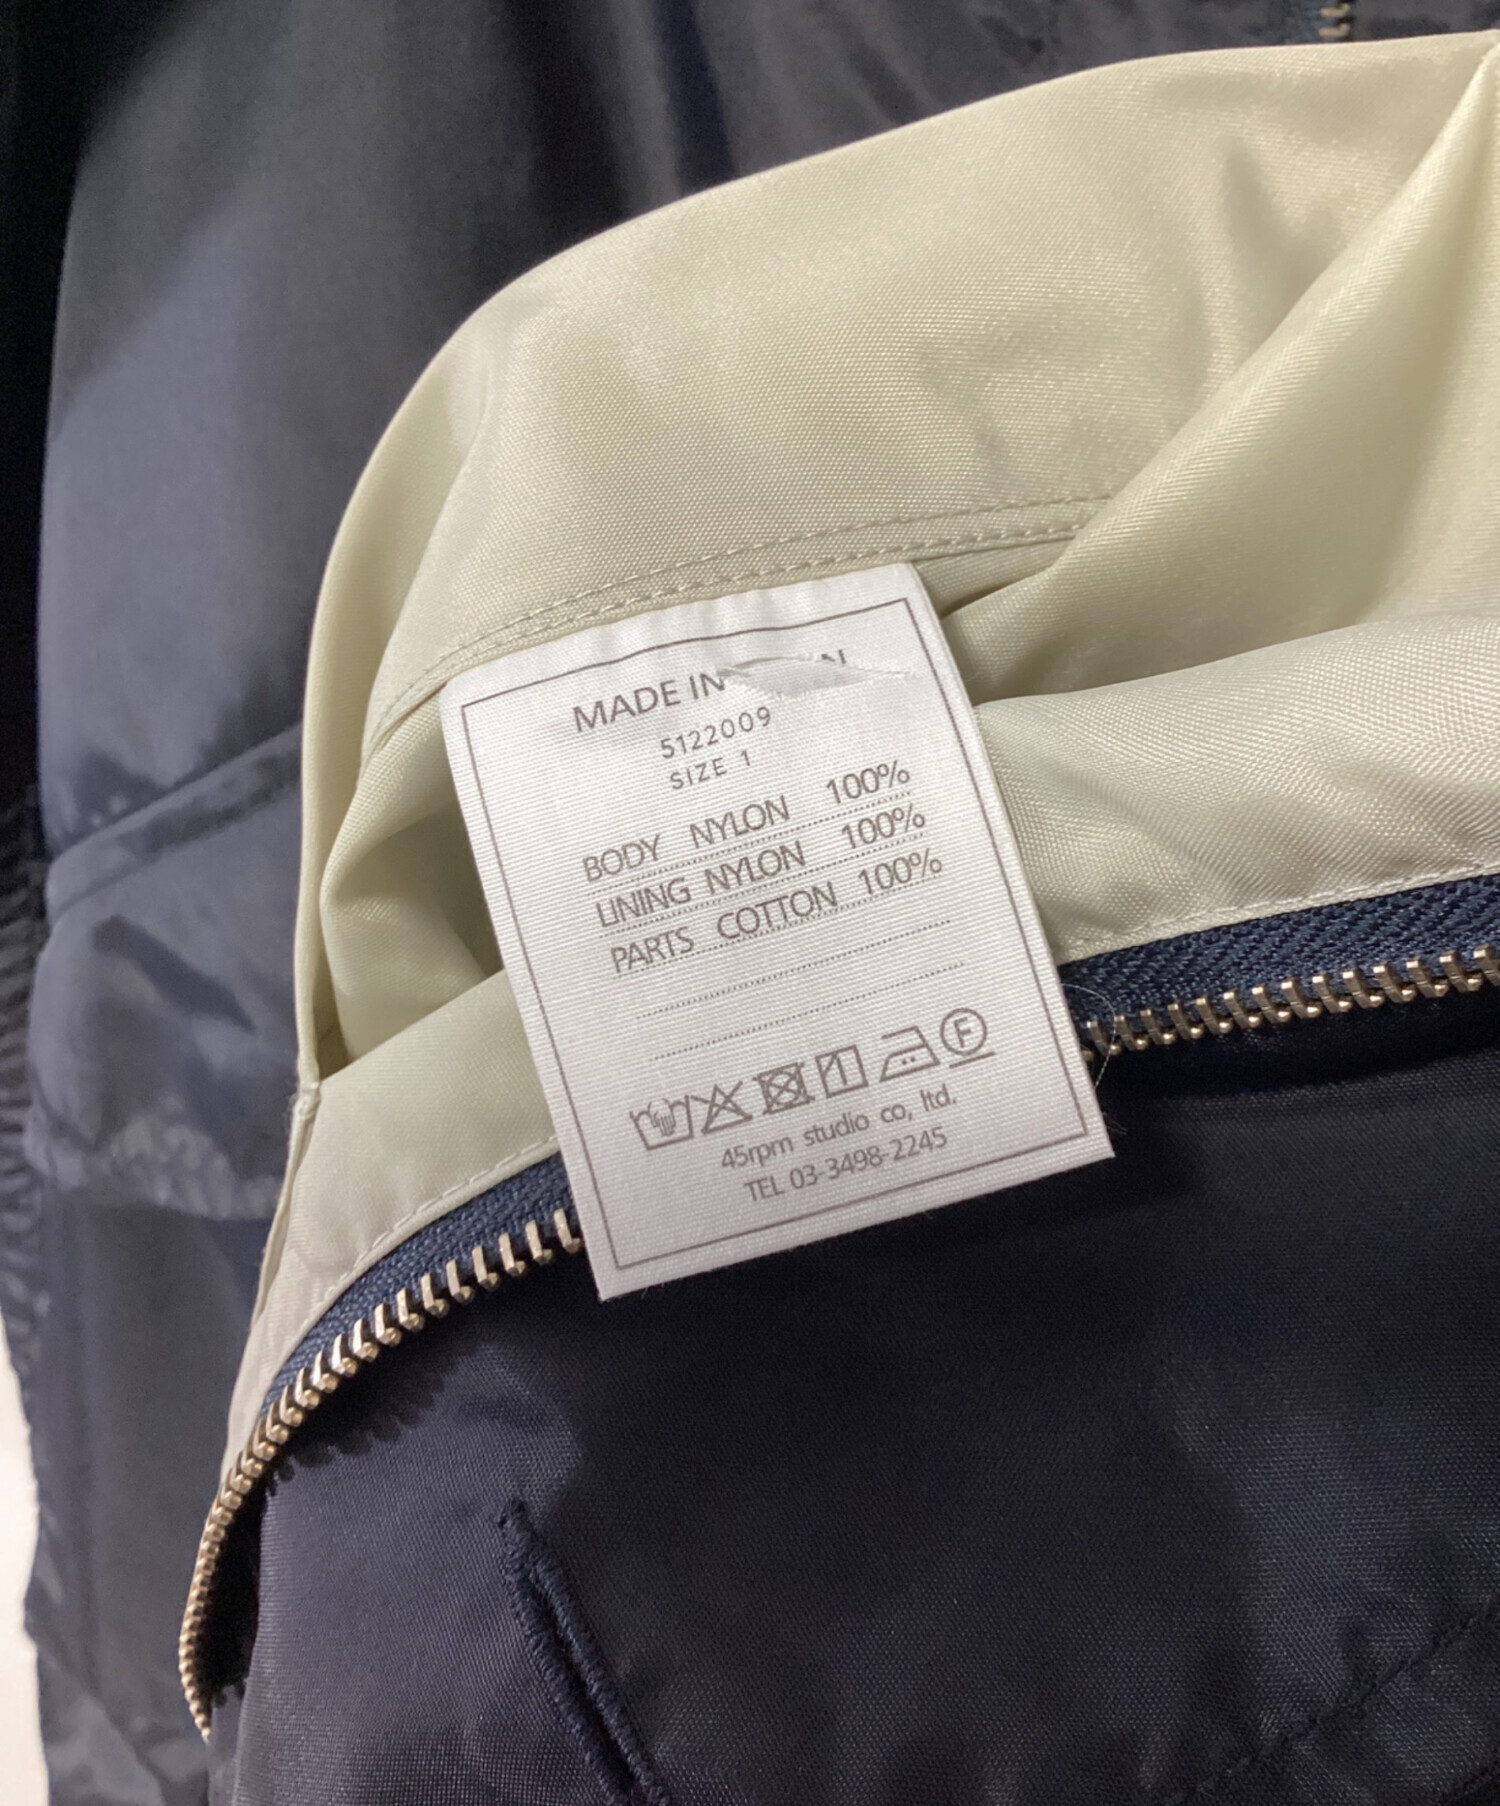 MADE IN
5122009
SIZE 1
BODY NYLON 100%
LINING NYLON 100%
PARTS COTTON 100%
F
45rpm studio co, ltd.
TEL 03-3498-2245